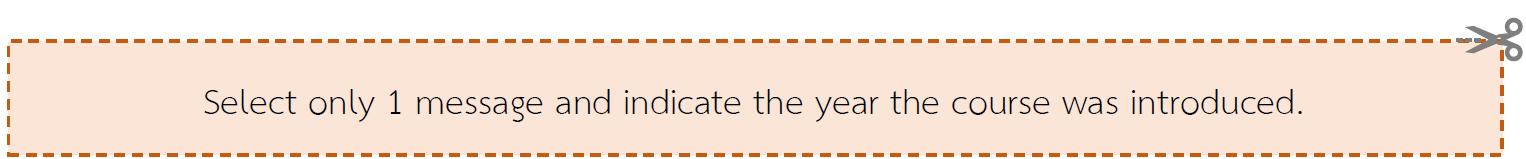 Select only 1 message and indicate the year the course was introduced.